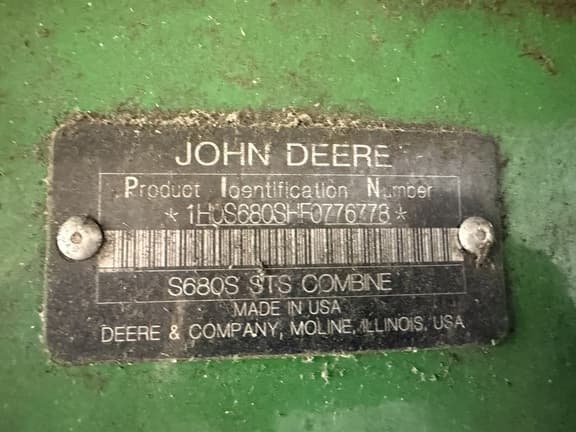 JOHN DEERE
Product Identification Number
*1H0S680SHF0776778*
S680S STS COMBINE
MADE IN USA
DEERE & COMPANY, MOLINE, ILLINOIS, USA